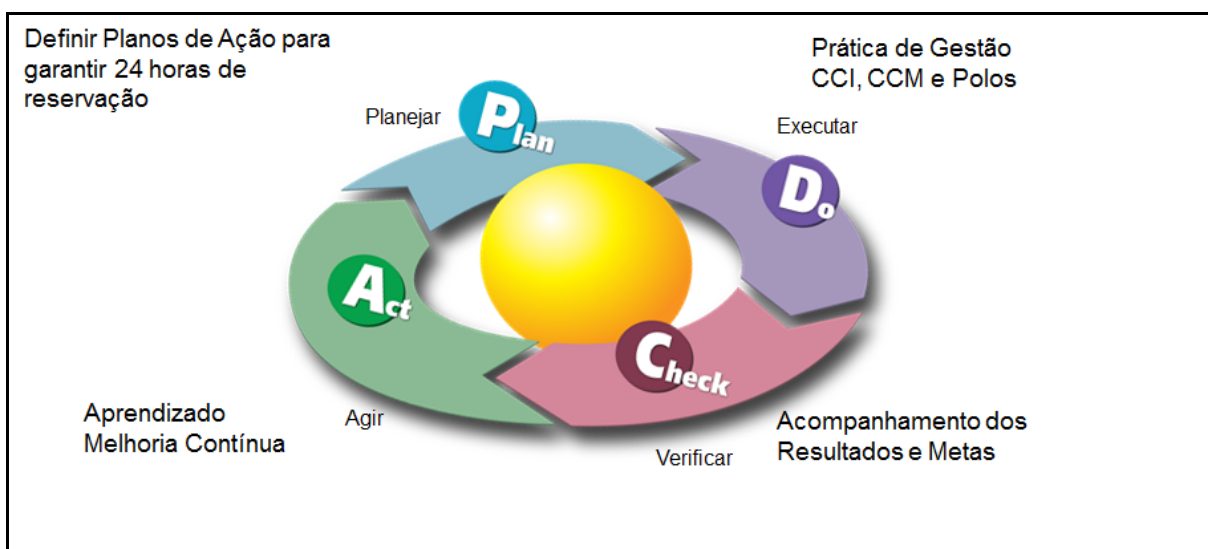 Definir Planos de Ação para
garantir 24 horas de
reservação
Planejar
Plan
Prática de Gestão
CCI, CCM e Polos
Executar
Do
Act
Check
Aprendizado
Melhoria Contínua
Agir
Acompanhamento dos
Resultados e Metas
Verificar